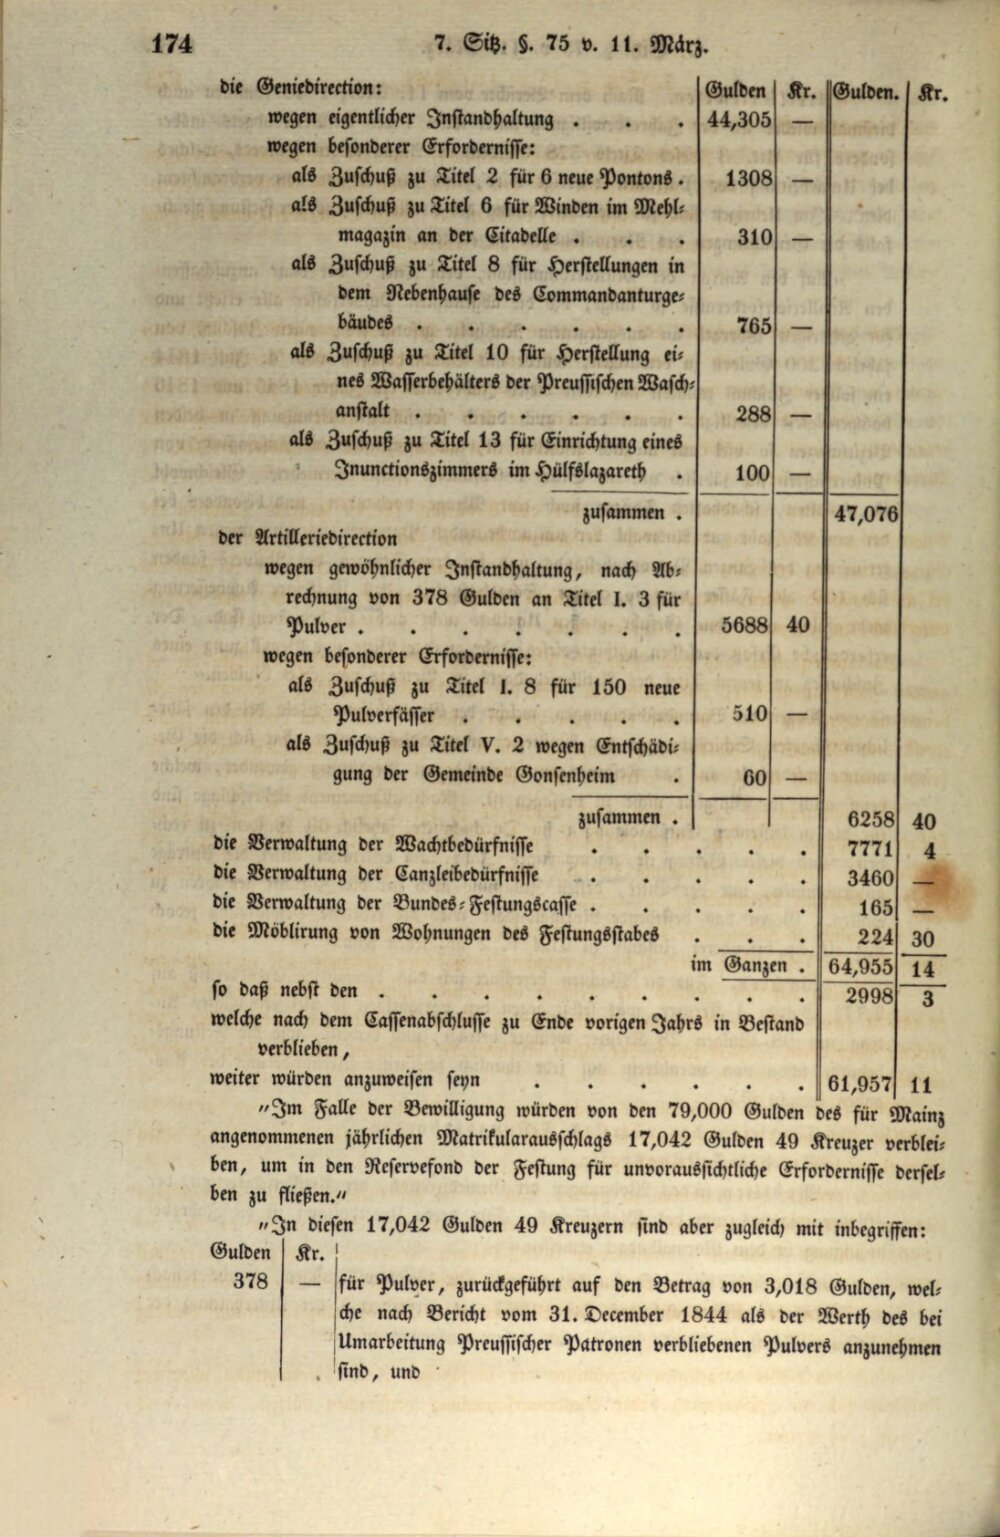 174 7. Sitz. §. 75 v. 11. März.
die Geniedirection: Gulden Kr. Gulden. Kr.
wegen eigentlicher Instandhaltung . . . 44,305 —
wegen besonderer Erfordernisse:
als Zuschuß zu Titel 2 für 6 neue Pontons . 1308 —
als Zuschuß zu Titel 6 für Winden im Mehl-
magazin an der Citadelle . . . 310 —
als Zuschuß zu Titel 8 für Herstellungen in
dem Nebenhause des Commandanturge-
bäudes . . . . . . 765 —
als Zuschuß zu Titel 10 für Herstellung ei-
nes Wasserbehälters der Preussischen Wasch-
anstalt . . . . . . 288 —
als Zuschuß zu Titel 13 für Einrichtung eines
Inunctionszimmers im Hülfslazareth . 100 —
zusammen . 47,076
der Artilleriedirection
wegen gewöhnlicher Instandhaltung, nach Ab-
rechnung von 378 Gulden an Titel I. 3 für
Pulver . . . . . . . 5688 40
wegen besonderer Erfordernisse:
als Zuschuß zu Titel I. 8 für 150 neue
Pulverfässer . . . . . 510 —
als Zuschuß zu Titel V. 2 wegen Entschädi-
gung der Gemeinde Gonsenheim . 60 —
zusammen . 6258 40
die Verwaltung der Wachtbedürfnisse . . . . . 7771 4
die Verwaltung der Canzleibedürfnisse . . . . . 3460 —
die Verwaltung der Bundes-Festungscasse . . . . . 165 —
die Möblirung von Wohnungen des Festungsstabes . . . 224 30
im Ganzen . 64,955 14
so daß nebst den . . . . . . . . . 2998 3
welche nach dem Cassenabschlusse zu Ende vorigen Jahrs in Bestand
verblieben,
weiter würden anzuweisen seyn . . . . . . 61,957 11
„Im Falle der Bewilligung würden von den 79,000 Gulden des für Mainz
angenommenen jährlichen Matrikularausschlags 17,042 Gulden 49 Kreuzer verblei-
ben, um in den Reservefond der Festung für unvoraussichtliche Erfordernisse dersel-
ben zu fließen."
„In diesen 17,042 Gulden 49 Kreuzern sind aber zugleich mit inbegriffen:
Gulden Kr.
378 — für Pulver, zurückgeführt auf den Betrag von 3,018 Gulden, wel-
che nach Bericht vom 31. December 1844 als der Werth des bei
Umarbeitung Preussischer Patronen verbliebenen Pulvers anzunehmen
sind, und